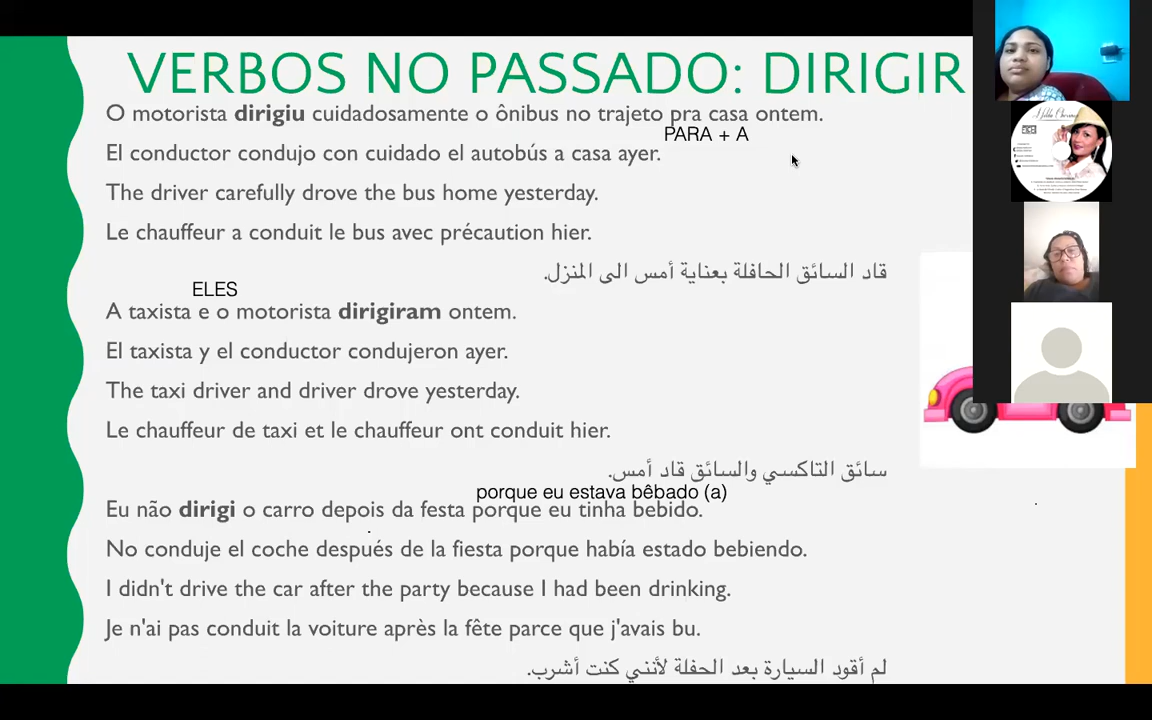 VERBOS NO PASSADO: DIRIGIR
O motorista dirigiu cuidadosamente o ônibus no trajeto pra casa ontem.
PARA + A
El conductor condujo con cuidado el autobús a casa ayer.
The driver carefully drove the bus home yesterday.
Le chauffeur a conduit le bus avec précaution hier.
قاد السائق الحافلة بعناية أمس الى المنزل.
ELES
A taxista e o motorista dirigiram ontem.
El taxista y el conductor condujeron ayer.
The taxi driver and driver drove yesterday.
Le chauffeur de taxi et le chauffeur ont conduit hier.
سائق التاكسي والسائق قاد أمس.
porque eu estava bêbado (a)
Eu não dirigi o carro depois da festa porque eu tinha bebido.
No conduje el coche después de la fiesta porque había estado bebiendo.
I didn't drive the car after the party because I had been drinking.
Je n'ai pas conduit la voiture après la fête parce que j'avais bu.
لم أقود السيارة بعد الحفلة لأنني كنت أشرب.